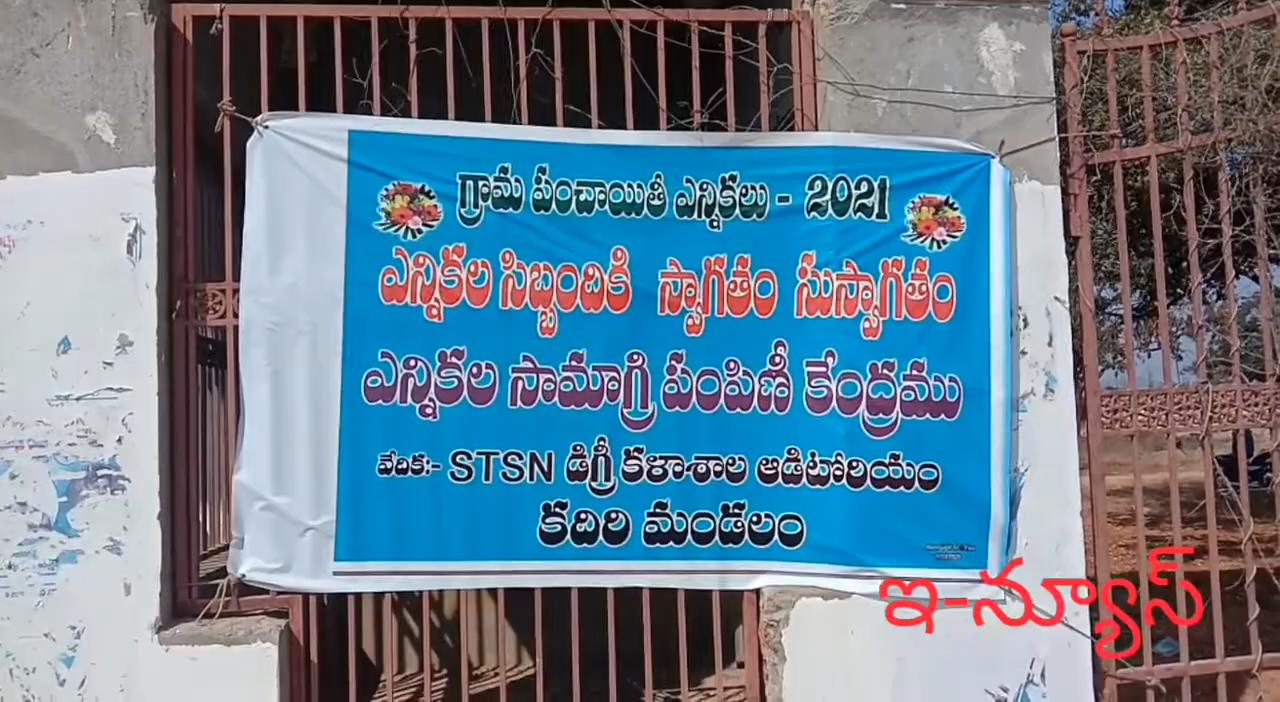 గ్రామ పంచాయితీ ఎన్నికలు - 2021
ఎన్నికల సిబ్బందికి స్వాగతం సుస్వాగతం
ఎన్నికల సామాగ్రి పంపిణీ కేంద్రము
వేదిక:- STSN డిగ్రీ కళాశాల ఆడిటోరియం
కదిరి మండలం
ఇ-న్యూస్